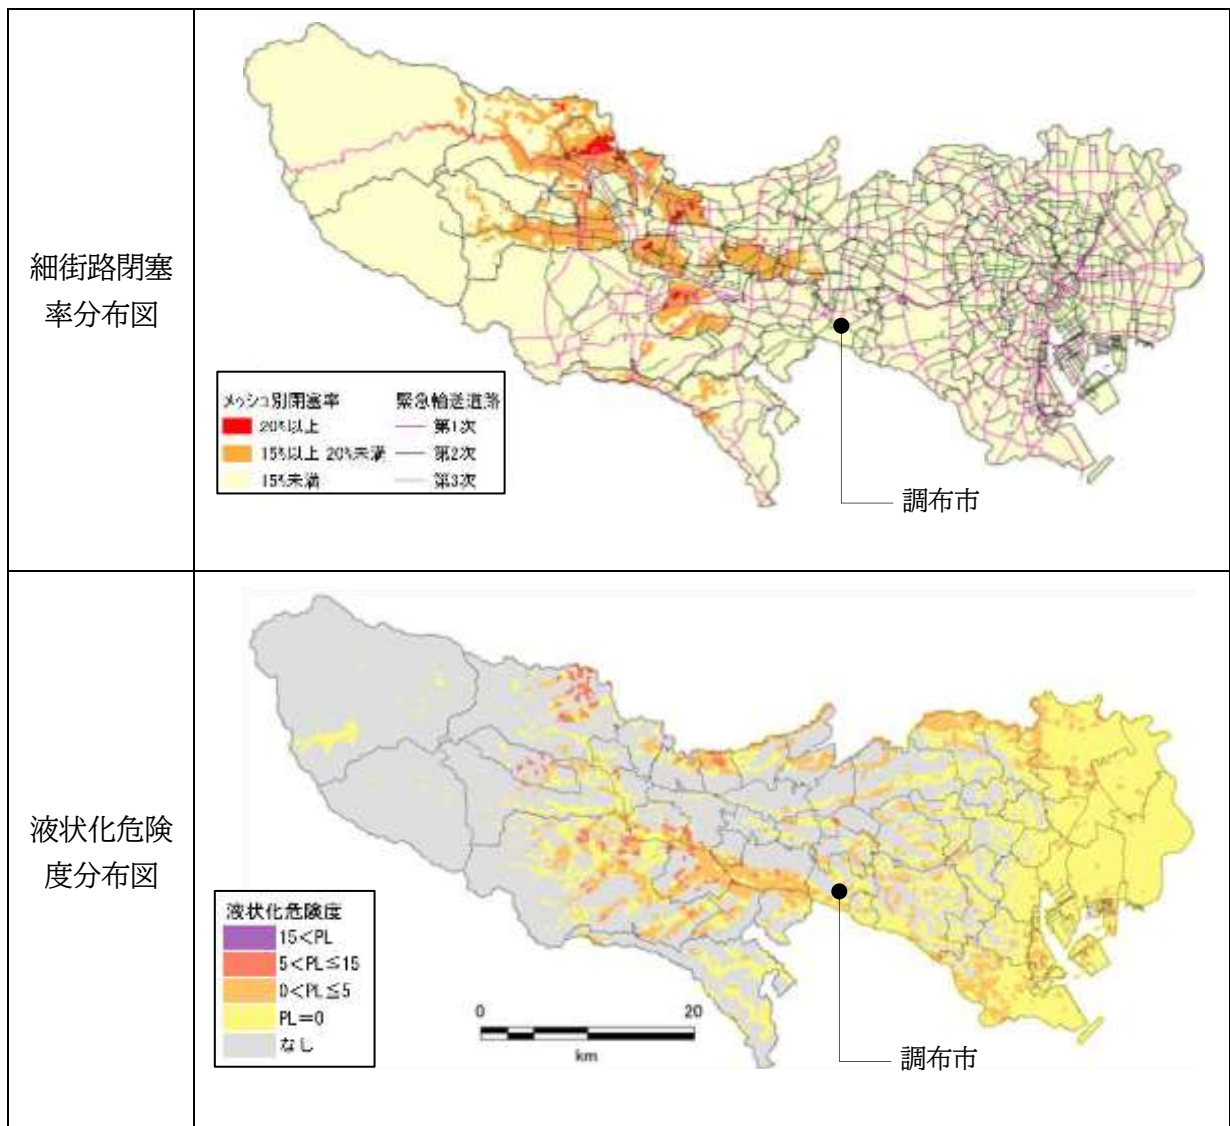 細街路閉塞
率分布図
メッシュ別閉塞率
20%以上
15%以上 20%未満
15%未満
緊急輸送道路
第1次
第2次
第3次
調布市
液状化危険
度分布図
液状化危険度
15<PL
5<PL≦15
0<PL≦5
PL=0
なし
0 20
km
調布市